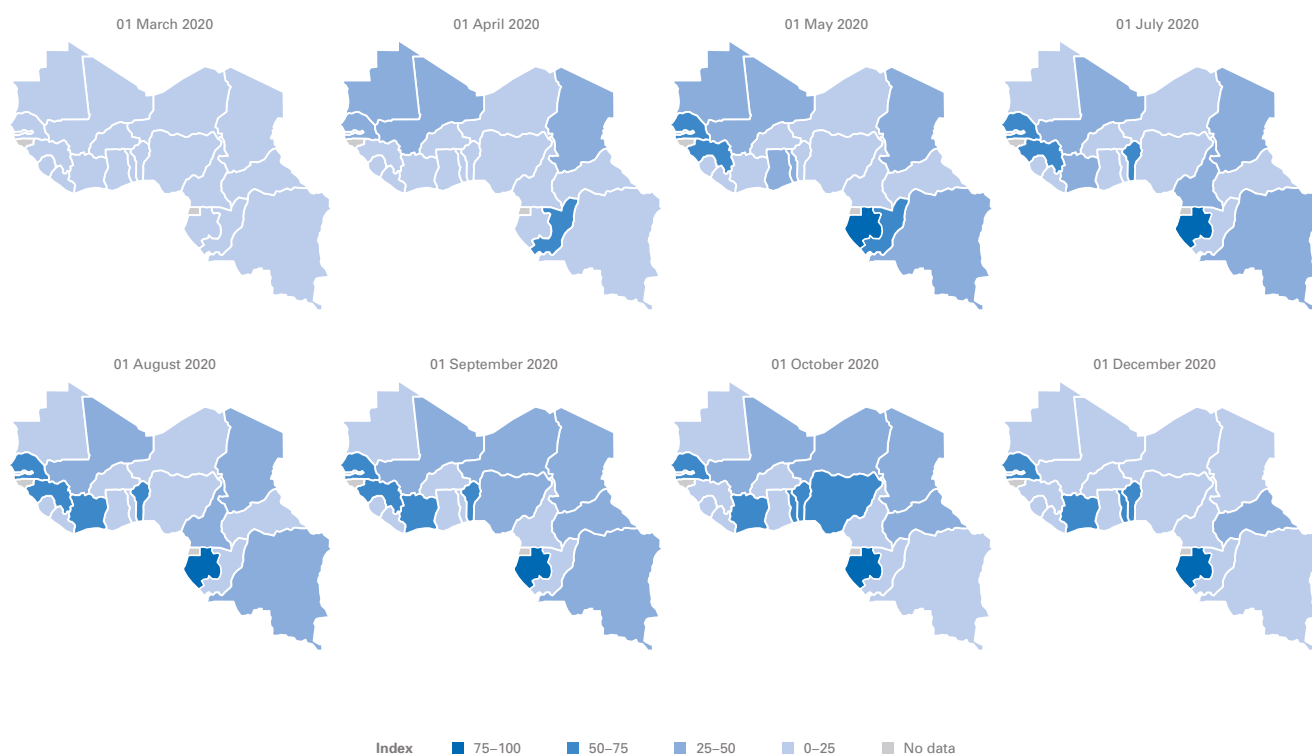 01 March 2020
01 April 2020
01 May 2020
01 July 2020
01 August 2020
01 September 2020
01 October 2020
01 December 2020
Index 75–100 50–75 25–50 0–25 No data